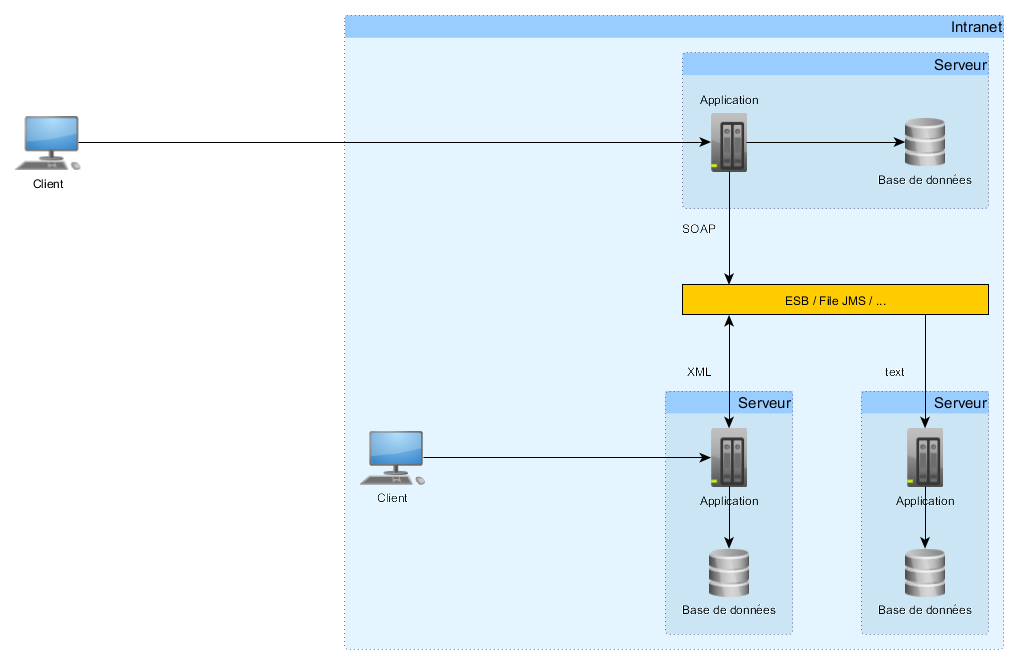 Intranet
Serveur
Application
Client
Base de données
SOAP
ESB / File JMS / ...
XML
text
Serveur
Serveur
Client
Application
Application
Base de données
Base de données